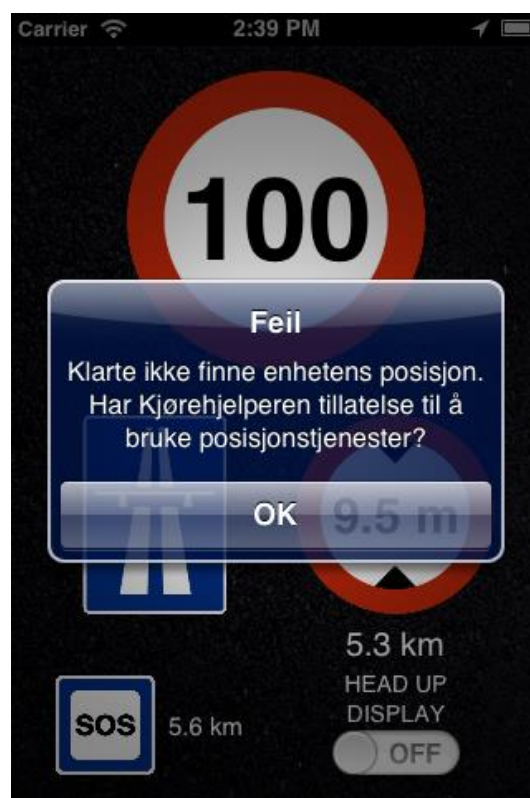 Carrier 2:39 PM
100
Feil
Klarte ikke finne enhetens posisjon.
Har Kjørehjelperen tillatelse til å
bruke posisjonstjenester?
OK
9.5 m
5.3 km
SOS 5.6 km
HEAD UP
DISPLAY
OFF